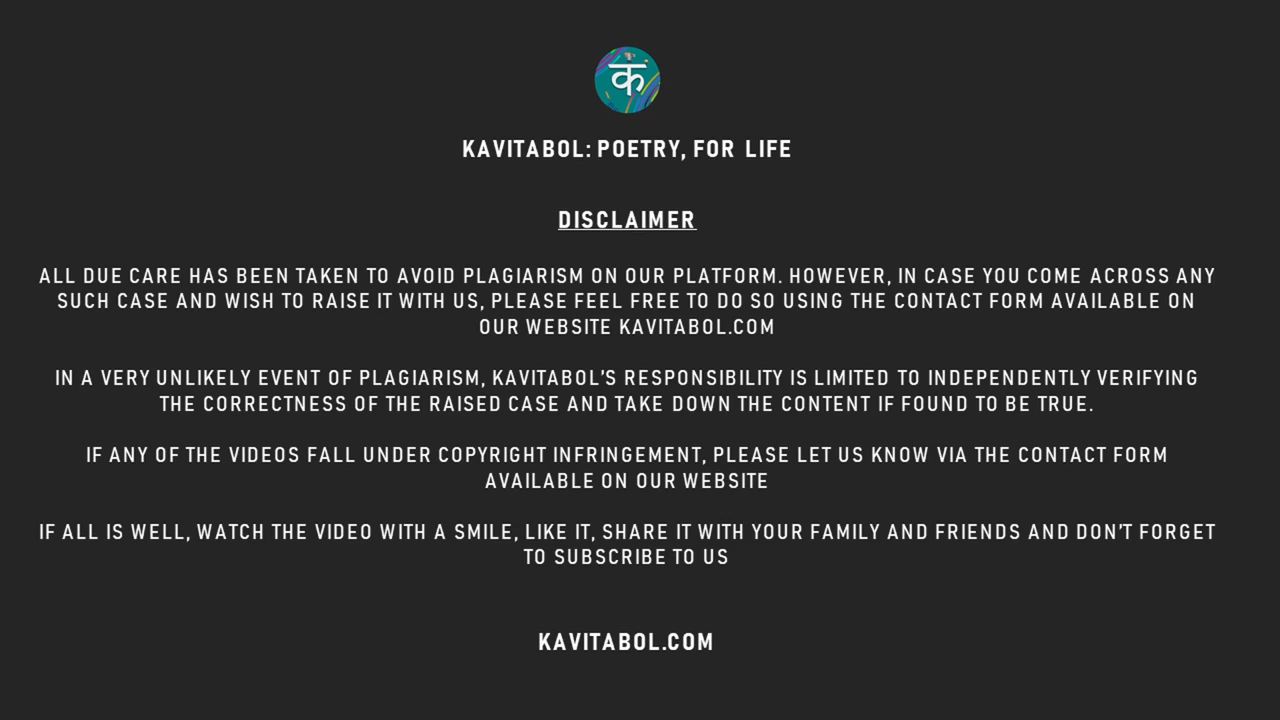 क
KAVITABOL: POETRY, FOR LIFE
DISCLAIMER
ALL DUE CARE HAS BEEN TAKEN TO AVOID PLAGIARISM ON OUR PLATFORM. HOWEVER, IN CASE YOU COME ACROSS ANY
SUCH CASE AND WISH TO RAISE IT WITH US, PLEASE FEEL FREE TO DO SO USING THE CONTACT FORM AVAILABLE ON
OUR WEBSITE KAVITABOL.COM
IN A VERY UNLIKELY EVENT OF PLAGIARISM, KAVITABOL’S RESPONSIBILITY IS LIMITED TO INDEPENDENTLY VERIFYING
THE CORRECTNESS OF THE RAISED CASE AND TAKE DOWN THE CONTENT IF FOUND TO BE TRUE.
IF ANY OF THE VIDEOS FALL UNDER COPYRIGHT INFRINGEMENT, PLEASE LET US KNOW VIA THE CONTACT FORM
AVAILABLE ON OUR WEBSITE
IF ALL IS WELL, WATCH THE VIDEO WITH A SMILE, LIKE IT, SHARE IT WITH YOUR FAMILY AND FRIENDS AND DON’T FORGET
TO SUBSCRIBE TO US
KAVITABOL.COM